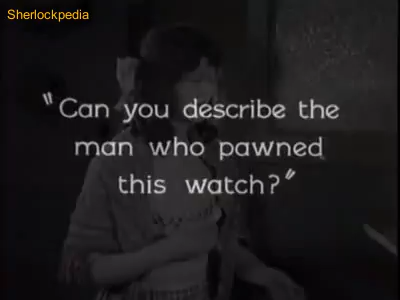 Sherlockpedia
"Can you describe the
man who pawned
this watch?"